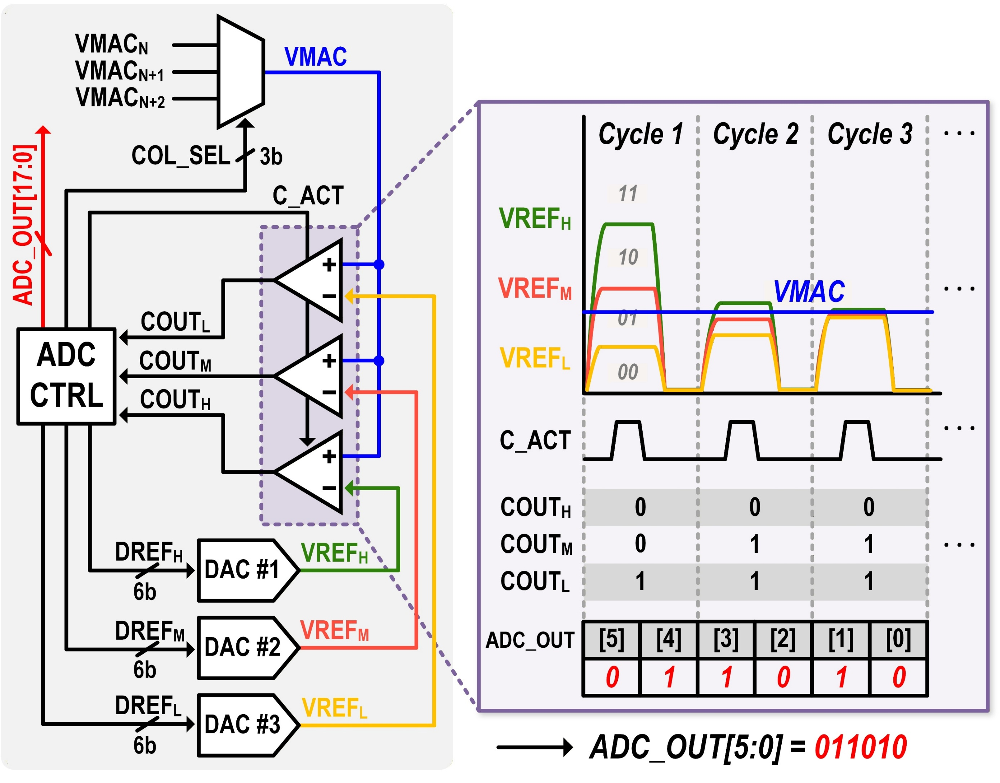 VMACN
VMACN+1
VMACN+2
VMAC
COL_SEL
3b
ADC_OUT[17:0]
C_ACT
+
−
COUTL
ADC
CTRL
COUTM
+
−
COUTH
+
−
DREFH
6b
DAC #1
VREFH
DREFM
6b
DAC #2
VREFM
DREFL
6b
DAC #3
VREFL
Cycle 1 Cycle 2 Cycle 3 ...
11
VREFH
10
VREFM
VMAC ...
01
VREFL
00
C_ACT ...
COUTH 0 0 0
COUTM 0 1 1 ...
COUTL 1 1 1
ADC_OUT [5] [4] [3] [2] [1] [0]
0 1 1 0 1 0
ADC_OUT[5:0] = 011010